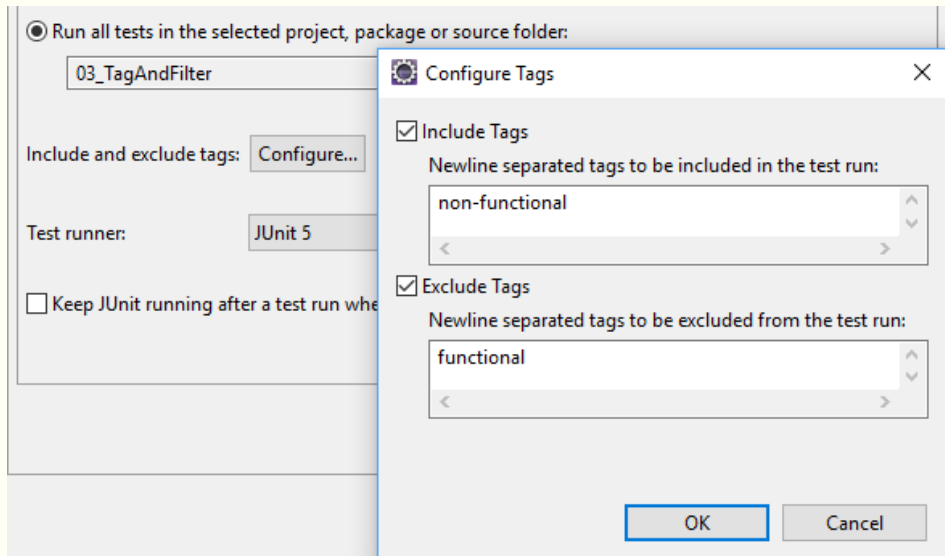 Run all tests in the selected project, package or source folder:
03_TagAndFilter
Include and exclude tags:
Configure...
Test runner:
JUnit 5
Keep JUnit running after a test run whe
Configure Tags
Include Tags
Newline separated tags to be included in the test run:
non-functional
Exclude Tags
Newline separated tags to be excluded from the test run:
functional
OK
Cancel